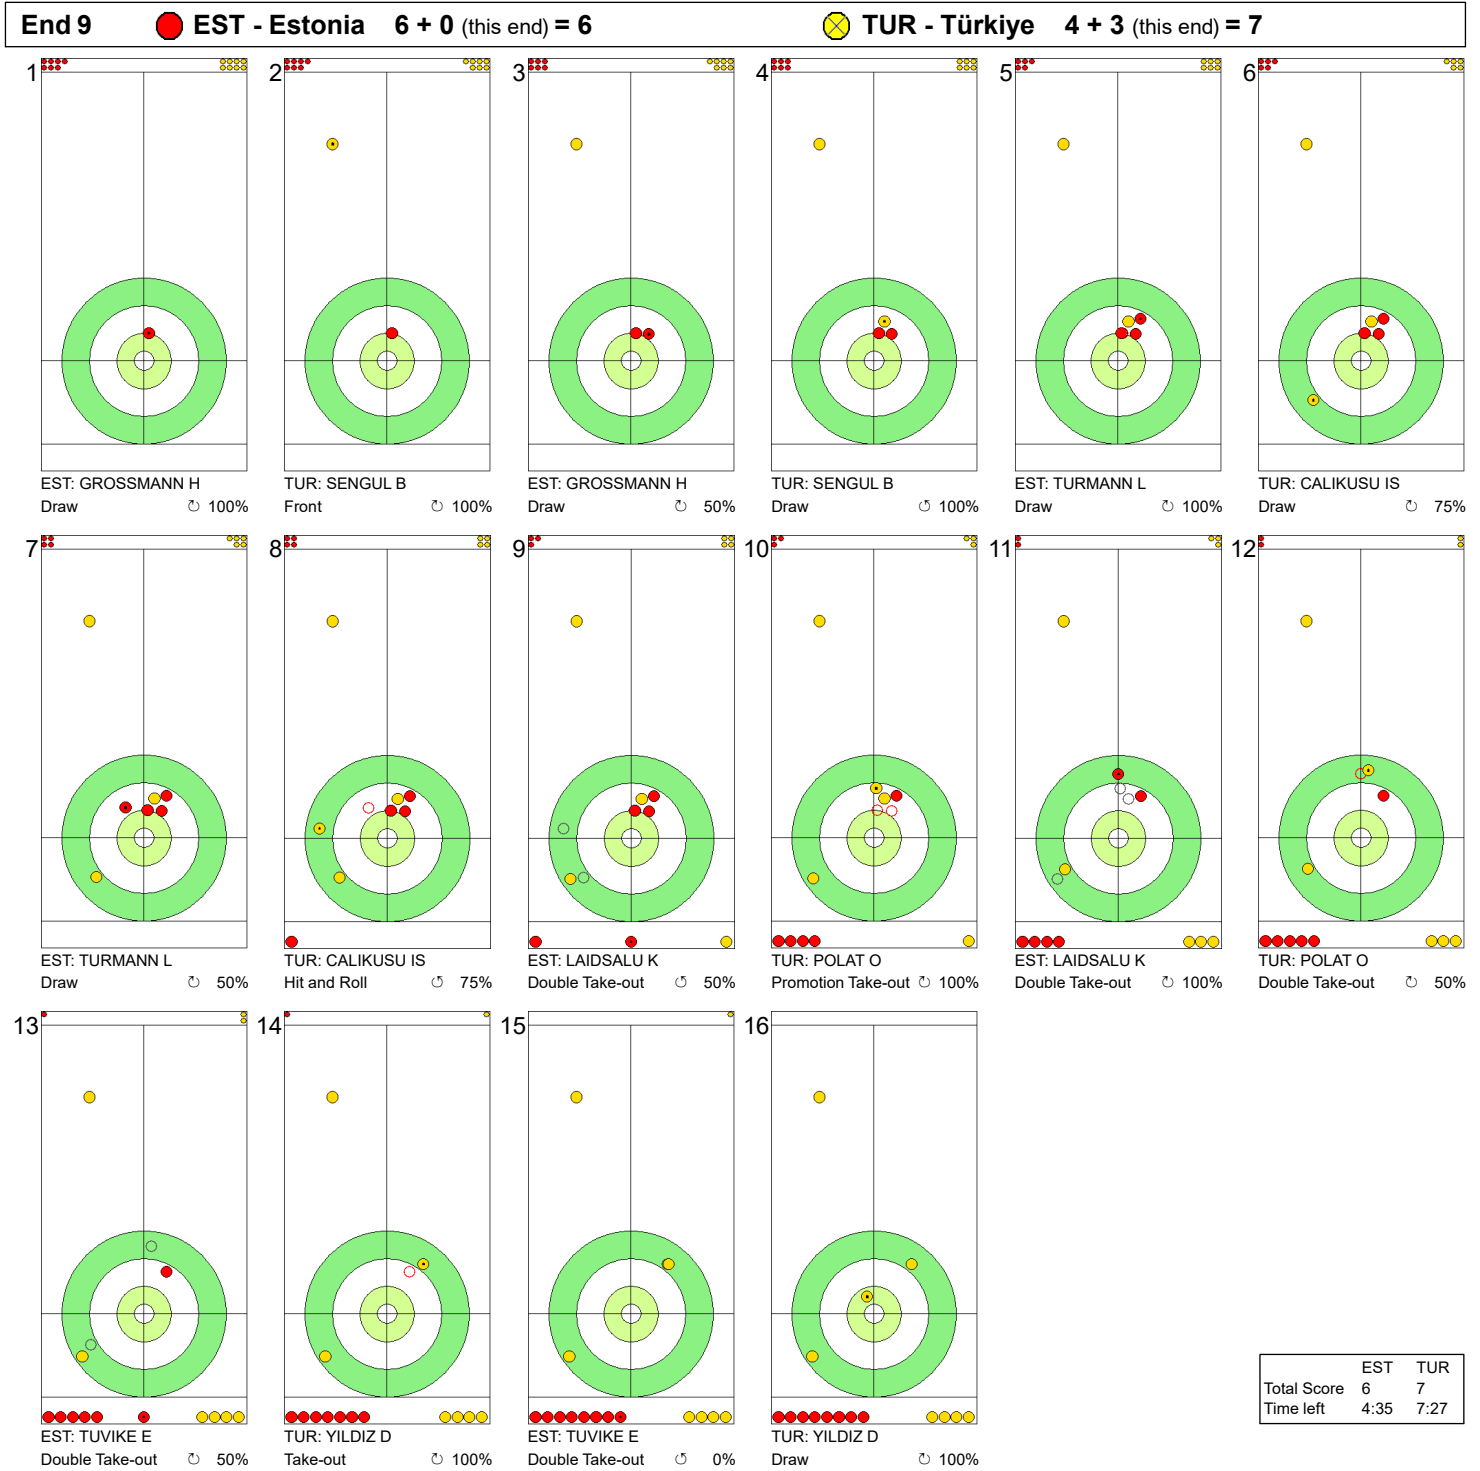 End 9 EST - Estonia 6 + 0 (this end) = 6 TUR - Türkiye 4 + 3 (this end) = 7
1 2 3 4 5 6
EST: GROSSMANN H TUR: SENGUL B EST: GROSSMANN H TUR: SENGUL B EST: TURMANN L TUR: CALIKUSU IS
Draw ↻ 100% Front ↻ 100% Draw ↻ 50% Draw ↻ 100% Draw ↻ 100% Draw ↻ 75%
7 8 9 10 11 12
EST: TURMANN L TUR: CALIKUSU IS EST: LAIDSALU K TUR: POLAT O EST: LAIDSALU K TUR: POLAT O
Draw ↻ 50% Hit and Roll ↺ 75% Double Take-out ↺ 50% Promotion Take-out ↻ 100% Double Take-out ↺ 100% Double Take-out ↻ 50%
13 14 15 16
EST: TUVIKE E TUR: YILDIZ D EST: TUVIKE E TUR: YILDIZ D
Double Take-out ↻ 50% Take-out ↻ 100% Double Take-out ↺ 0% Draw ↻ 100%
EST TUR
Total Score 6 7
Time left 4:35 7:27